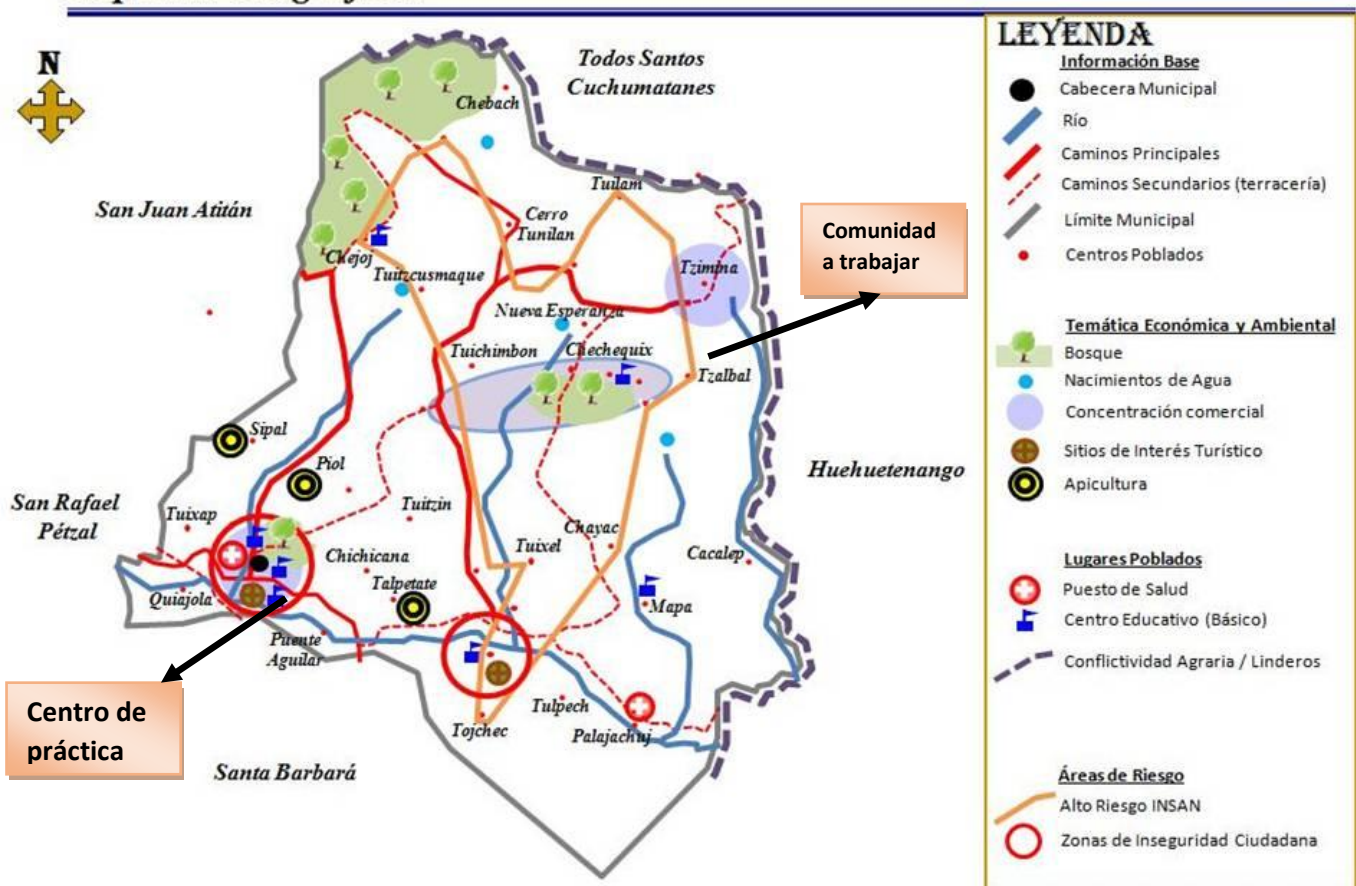 N
Todos Santos
Cuchumatanes
Chebach
San Juan Atitán
Tuilam
Cerro
Tunilan
Chejoj
Tuitzcusmaque
Tzimina
Comunidad
a trabajar
Nueva Esperanza
Tuichimbon
Chechequix
Tzalbal
Sipal
Piol
Huehuetenango
San Rafael
Pétzal
Tuixap
Tuitzin
Chayac
Chichicana
Tuixel
Cacalep
Quiajola
Talpetate
Mapa
Puente
Aguilar
Centro de
práctica
Tulpech
Tojchec
Palajachuj
Santa Barbará
LEYENDA
Información Base
Cabecera Municipal
Río
Caminos Principales
Caminos Secundarios (terracería)
Límite Municipal
Centros Poblados
Temática Económica y Ambiental
Bosque
Nacimientos de Agua
Concentración comercial
Sitios de Interés Turístico
Apicultura
Lugares Poblados
Puesto de Salud
Centro Educativo (Básico)
Conflictividad Agraria / Linderos
Áreas de Riesgo
Alto Riesgo INSAN
Zonas de Inseguridad Ciudadana